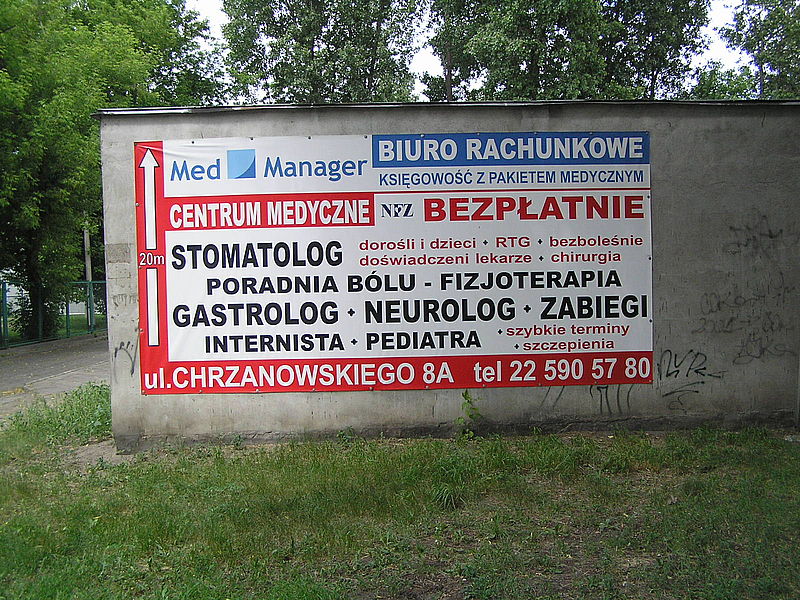 Med Manager
BIURO RACHUNKOWE
KSIĘGOWOŚĆ Z PAKIETEM MEDYCZNYM
CENTRUM MEDYCZNE NFZ BEZPŁATNIE
20m
STOMATOLOG
dorośli i dzieci • RTG • bezboleśnie
doświadczeni lekarze • chirurgia
PORADNIA BÓLU - FIZJOTERAPIA
GASTROLOG • NEUROLOG • ZABIEGI
INTERNISTA • PEDIATRA
• szybkie terminy
• szczepienia
ul.CHRZANOWSKIEGO 8A tel 22 590 57 80